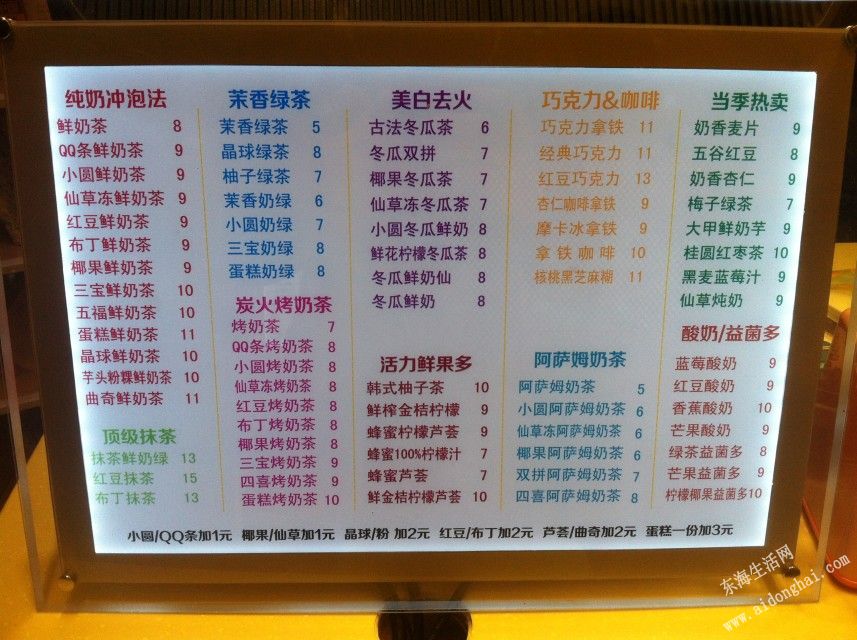 纯奶冲泡法
鲜奶茶 8
QQ条鲜奶茶 9
小圆鲜奶茶 9
仙草冻鲜奶茶 9
红豆鲜奶茶 9
布丁鲜奶茶 9
椰果鲜奶茶 9
三宝鲜奶茶 10
五福鲜奶茶 10
蛋糕鲜奶茶 11
晶球鲜奶茶 10
芋头粉粿鲜奶茶 10
曲奇鲜奶茶 11
顶级抹茶
抹茶鲜奶绿 13
红豆抹茶 15
布丁抹茶 13
茉香绿茶
茉香绿茶 5
晶球绿茶 8
柚子绿茶 7
茉香奶绿 6
小圆奶绿 7
三宝奶绿 8
蛋糕奶绿 8
炭火烤奶茶
烤奶茶 7
QQ条烤奶茶 8
小圆烤奶茶 8
仙草冻烤奶茶 8
红豆烤奶茶 8
布丁烤奶茶 8
椰果烤奶茶 8
三宝烤奶茶 9
四喜烤奶茶 9
蛋糕烤奶茶 10
美白去火
古法冬瓜茶 6
冬瓜双拼 7
椰果冬瓜茶 7
仙草冻冬瓜茶 7
小圆冬瓜鲜奶 8
鲜花柠檬冬瓜茶 8
冬瓜鲜奶仙 8
冬瓜鲜奶 8
活力鲜果多
韩式柚子茶 10
鲜榨金桔柠檬 9
蜂蜜柠檬芦荟 9
蜂蜜100%柠檬汁 7
蜂蜜芦荟 7
鲜金桔柠檬芦荟 10
巧克力&咖啡
巧克力拿铁 11
经典巧克力 11
红豆巧克力 13
杏仁咖啡拿铁 9
摩卡冰拿铁 9
拿铁咖啡 10
核桃黑芝麻糊 11
阿萨姆奶茶
阿萨姆奶茶 5
小圆阿萨姆奶茶 6
仙草冻阿萨姆奶茶 6
椰果阿萨姆奶茶 6
双拼阿萨姆奶茶 7
四喜阿萨姆奶茶 8
当季热卖
奶香麦片 9
五谷红豆 8
奶香杏仁 9
梅子绿茶 7
大甲鲜奶芋 9
桂圆红枣茶 10
黑麦蓝莓汁 9
仙草炖奶 9
酸奶/益菌多
蓝莓酸奶 9
红豆酸奶 9
香蕉酸奶 10
芒果酸奶 9
绿茶益菌多 8
芒果益菌多 9
柠檬椰果益菌多 10
小圆/QQ条加1元 椰果/仙草加1元 晶球/粉 加2元 红豆/布丁加2元 芦荟/曲奇加2元 蛋糕一份加3元
东海生活网
www.aidonghai.com